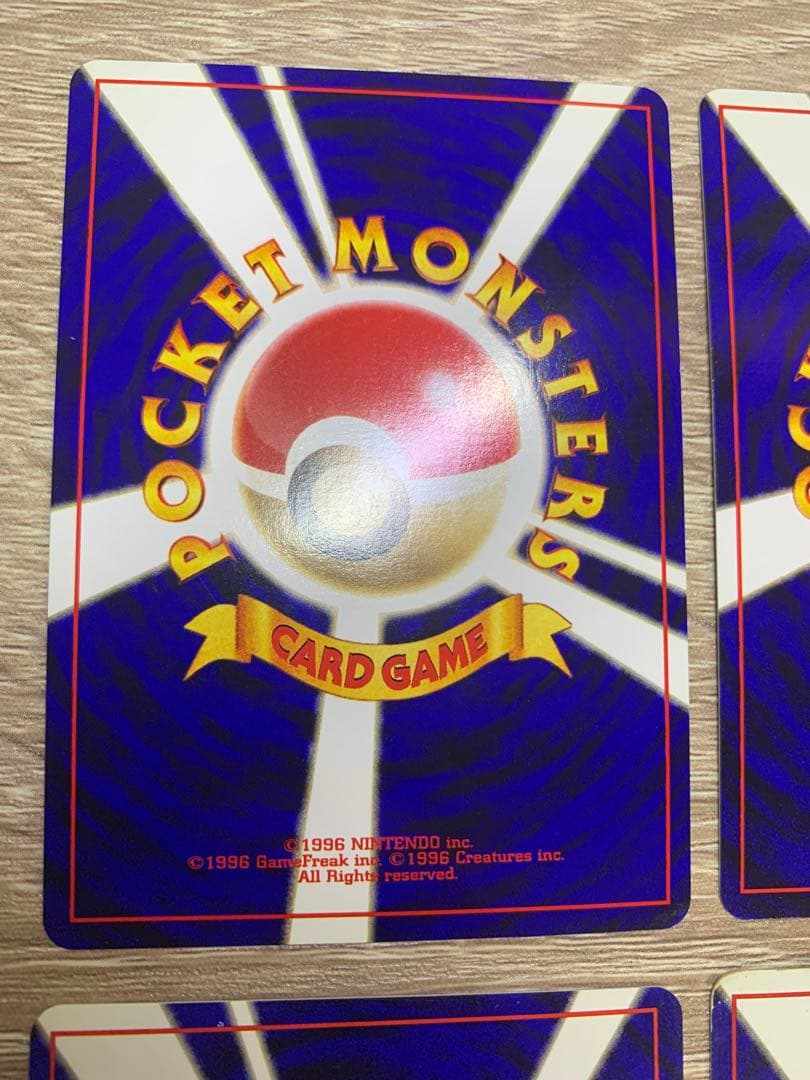 POCKET MONSTERS
CARD GAME
©1996 NINTENDO inc.
©1996 GameFreak inc. ©1996 Creatures inc.
All Rights reserved.